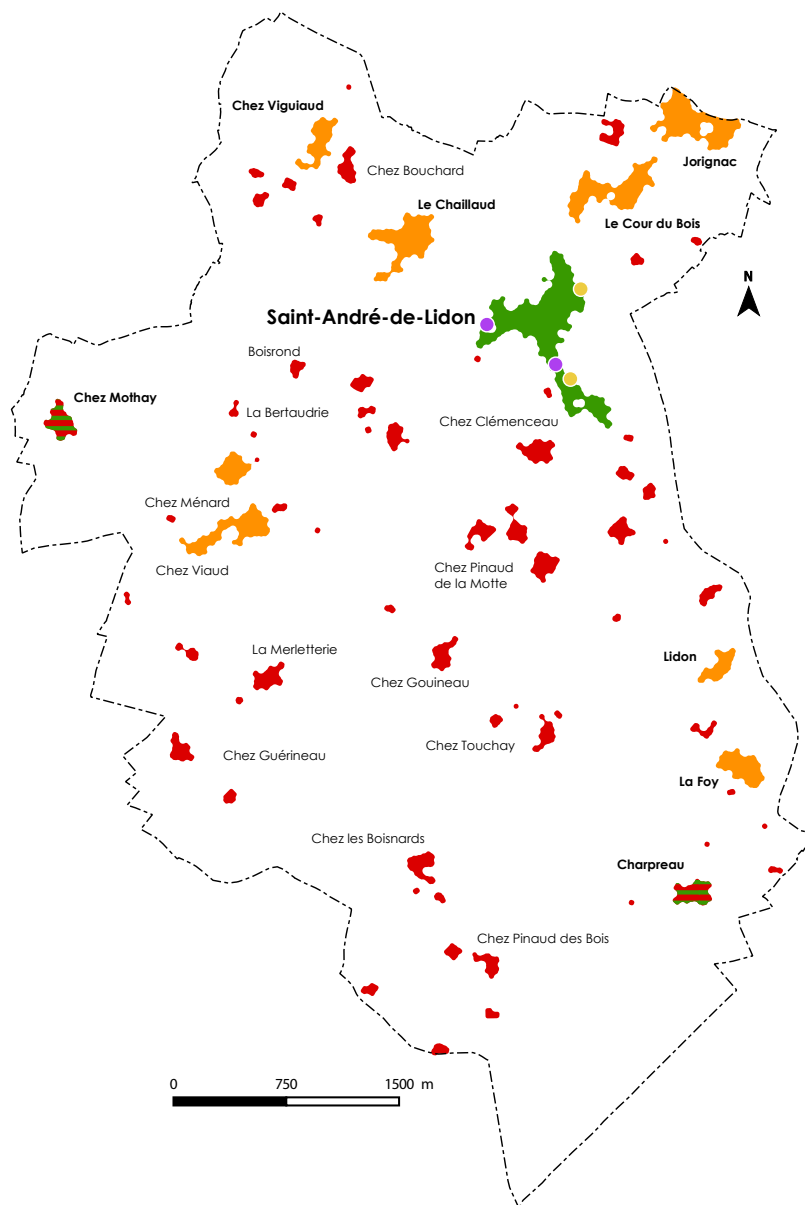 Chez Viguiaud
Chez Bouchard
Jorignac
Le Chaillaud
Le Cour du Bois
N
Saint-André-de-Lidon
Boisrond
Chez Mothay
La Bertaudrie
Chez Clémenceau
Chez Ménard
Chez Viaud
Chez Pinaud
de la Motte
La Merletterie
Lidon
Chez Gouineau
Chez Touchay
Chez Guérineau
La Foy
Chez les Boisnards
Charpreau
Chez Pinaud des Bois
0 750 1500 m